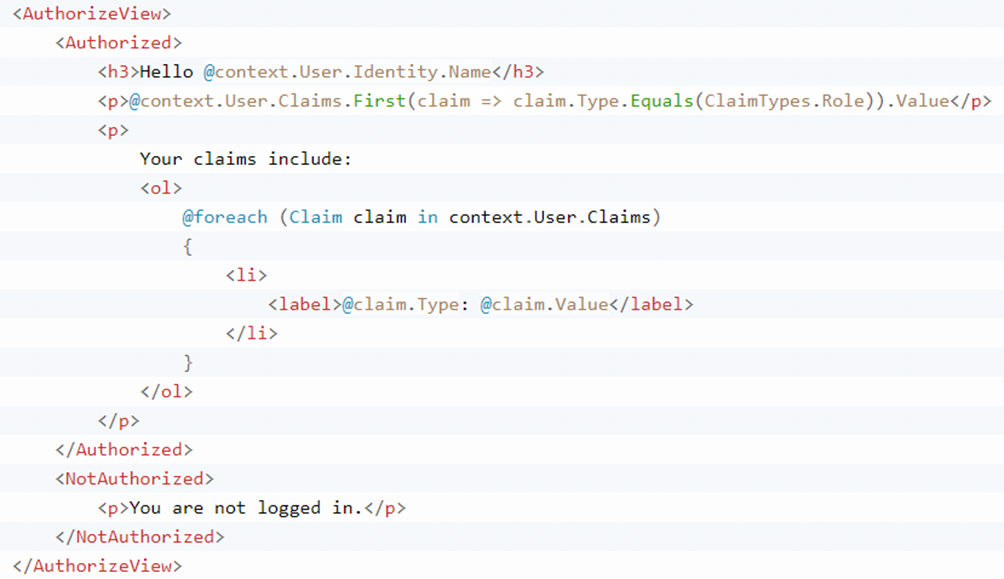 <AuthorizeView>
    <Authorized>
        <h3>Hello @context.User.Identity.Name</h3>
        <p>@context.User.Claims.First(claim => claim.Type.Equals(ClaimTypes.Role)).Value</p>
        <p>
            Your claims include:
            <ol>
                @foreach (Claim claim in context.User.Claims)
                {
                    <li>
                        <label>@claim.Type: @claim.Value</label>
                    </li>
                }
            </ol>
        </p>
    </Authorized>
    <NotAuthorized>
        <p>You are not logged in.</p>
    </NotAuthorized>
</AuthorizeView>